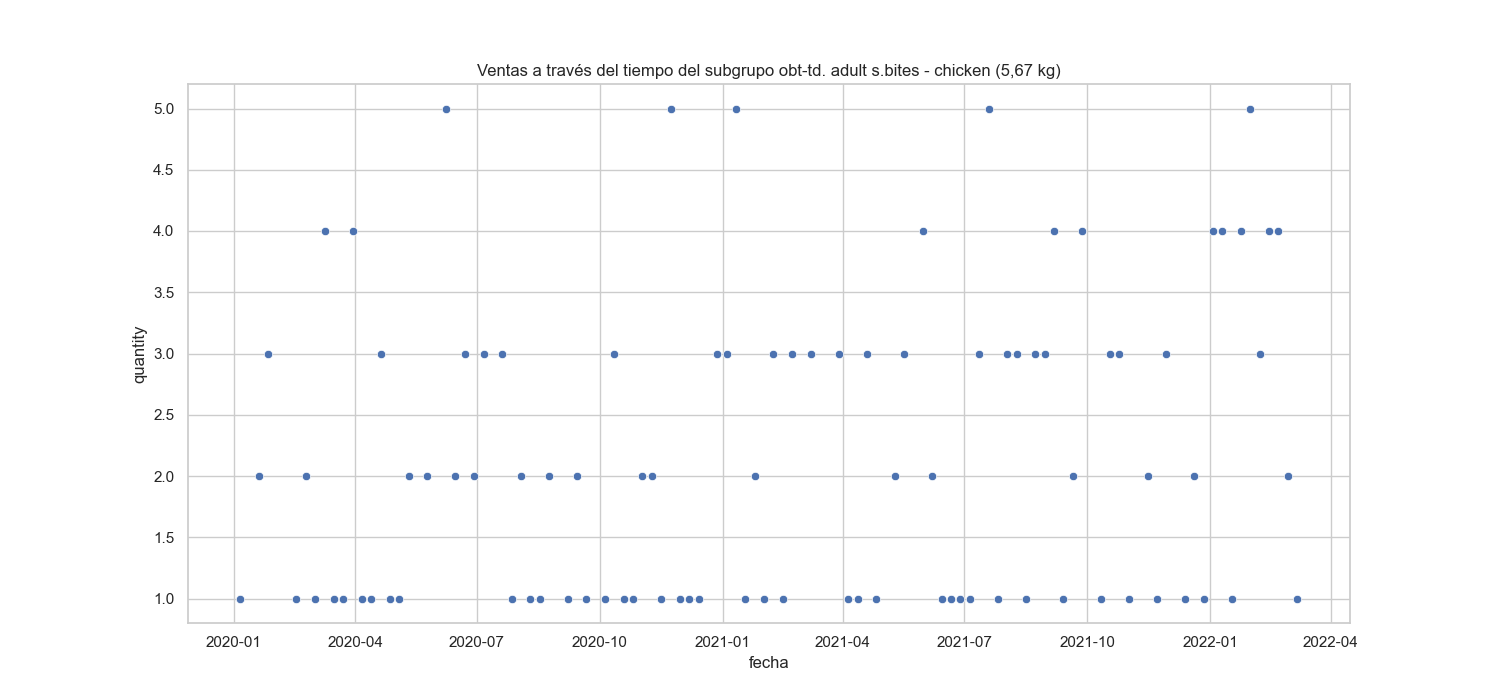 Ventas a través del tiempo del subgrupo obt-td. adult s.bites - chicken (5,67 kg)
5.0
4.5
4.0
3.5
3.0
2.5
2.0
1.5
1.0
quantity
2020-01 2020-04 2020-07 2020-10 2021-01 2021-04 2021-07 2021-10 2022-01 2022-04
fecha